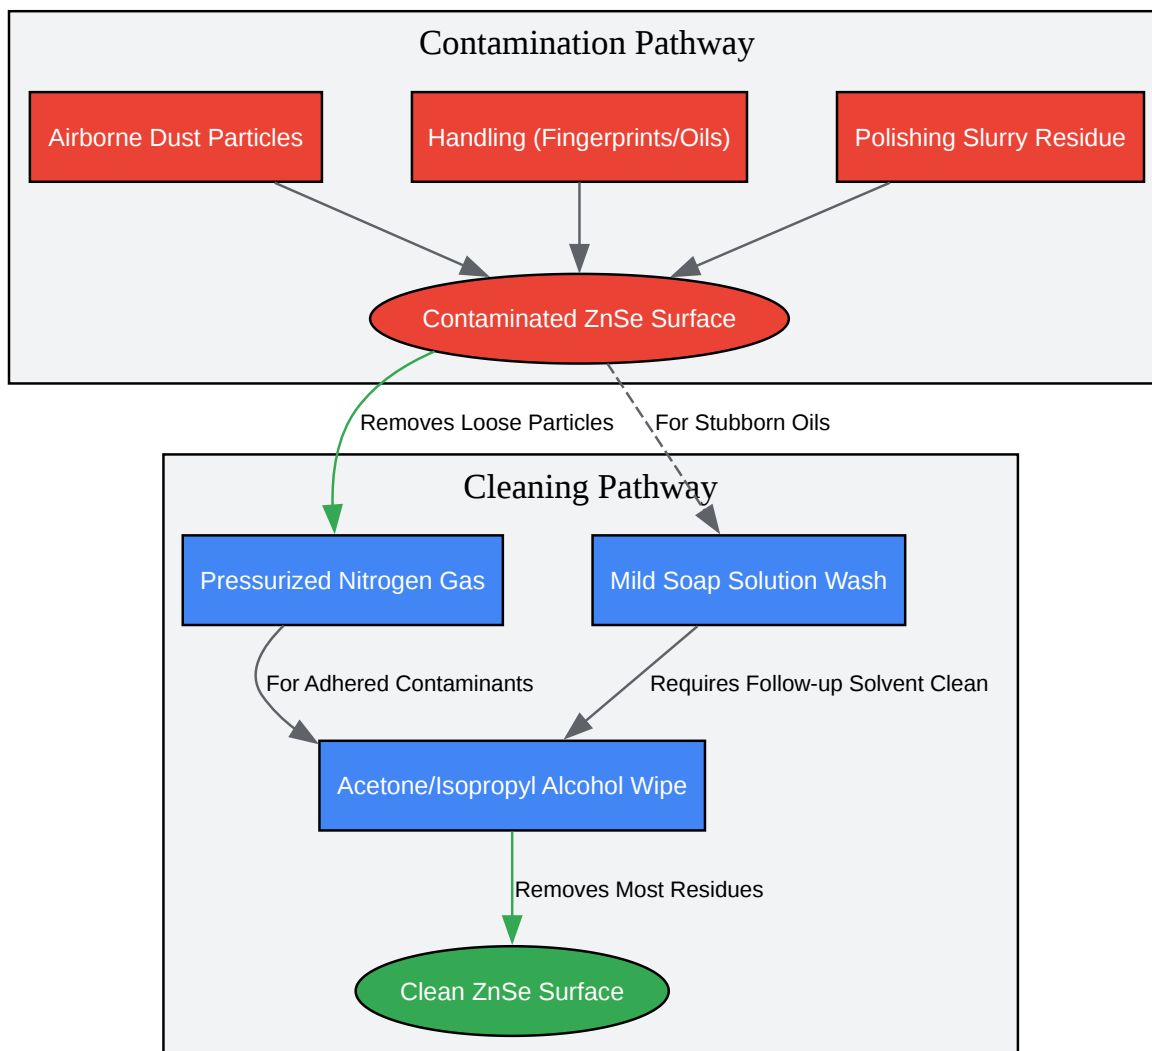 Contamination Pathway
Airborne Dust Particles
Handling (Fingerprints/Oils)
Polishing Slurry Residue
Contaminated ZnSe Surface
Removes Loose Particles
For Stubborn Oils
Cleaning Pathway
Pressurized Nitrogen Gas
Mild Soap Solution Wash
For Adhered Contaminants
Requires Follow-up Solvent Clean
Acetone/Isopropyl Alcohol Wipe
Removes Most Residues
Clean ZnSe Surface